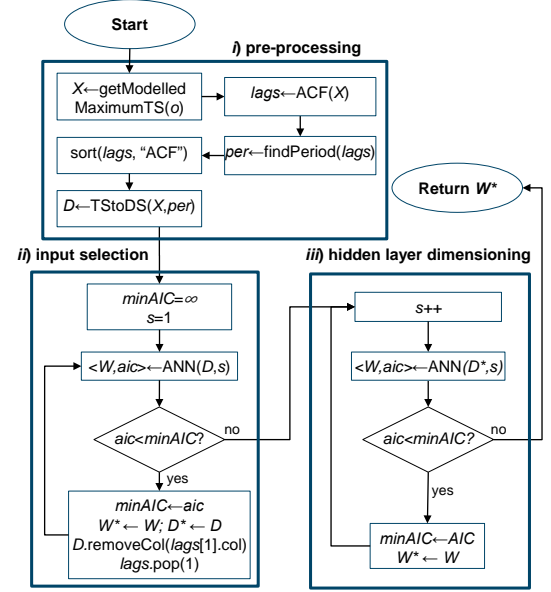 Start
i) pre-processing
X←getModelled
MaximumTS(o)
lags←ACF(X)
sort(lags, “ACF”)
per←findPeriod(lags)
D←TStoDS(X,per)
Return W*
ii) input selection
minAIC=∞
s=1
<W,aic>←ANN(D,s)
aic<minAIC?
no
yes
minAIC←aic
W* ← W; D* ← D
D.removeCol(lags[1].col)
lags.pop(1)
iii) hidden layer dimensioning
s++
<W,aic>←ANN(D*,s)
aic<minAIC?
no
yes
minAIC←AIC
W* ← W